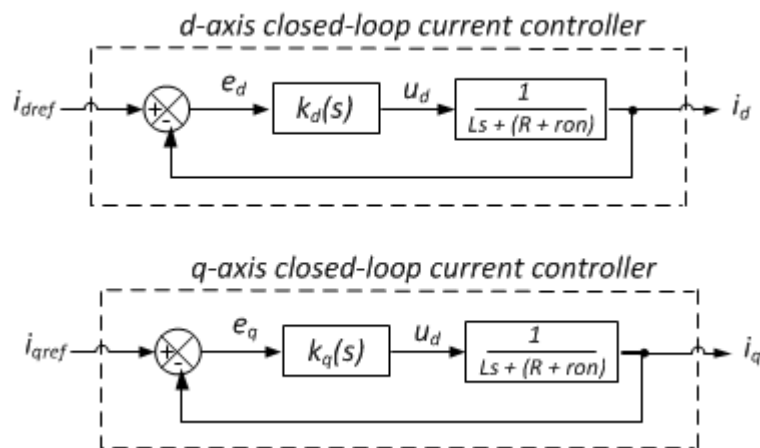 d-axis closed-loop current controller
i_dref
+
-
e_d
k_d(s)
u_d
1
Ls + (R + ron)
i_d
q-axis closed-loop current controller
i_qref
+
-
e_q
k_q(s)
u_d
1
Ls + (R + ron)
i_q